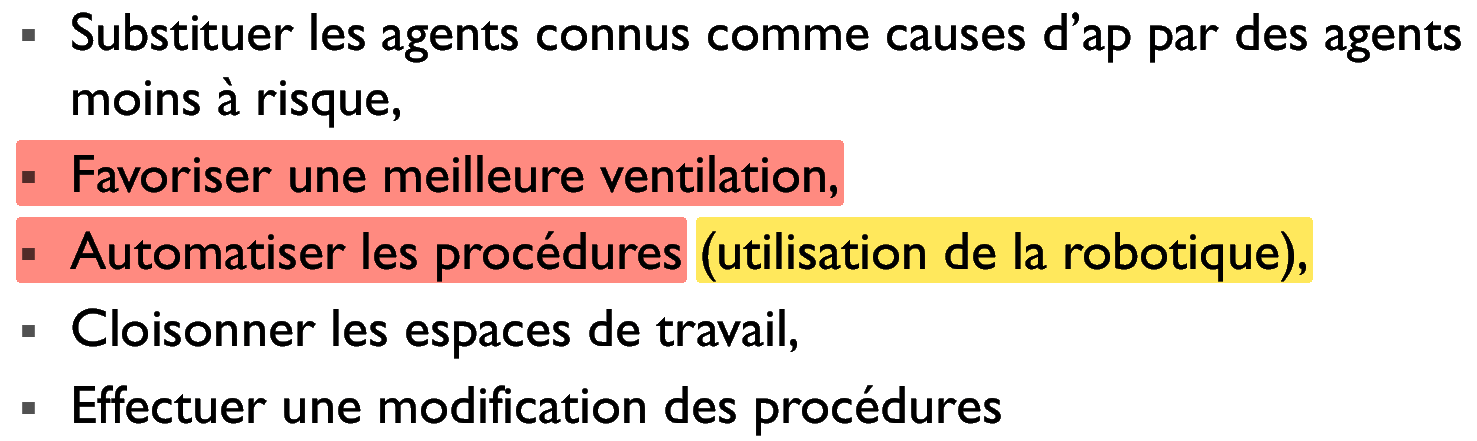 ▪ Substituer les agents connus comme causes d’ap par des agents
moins à risque,
▪ Favoriser une meilleure ventilation,
▪ Automatiser les procédures (utilisation de la robotique),
▪ Cloisonner les espaces de travail,
▪ Effectuer une modification des procédures